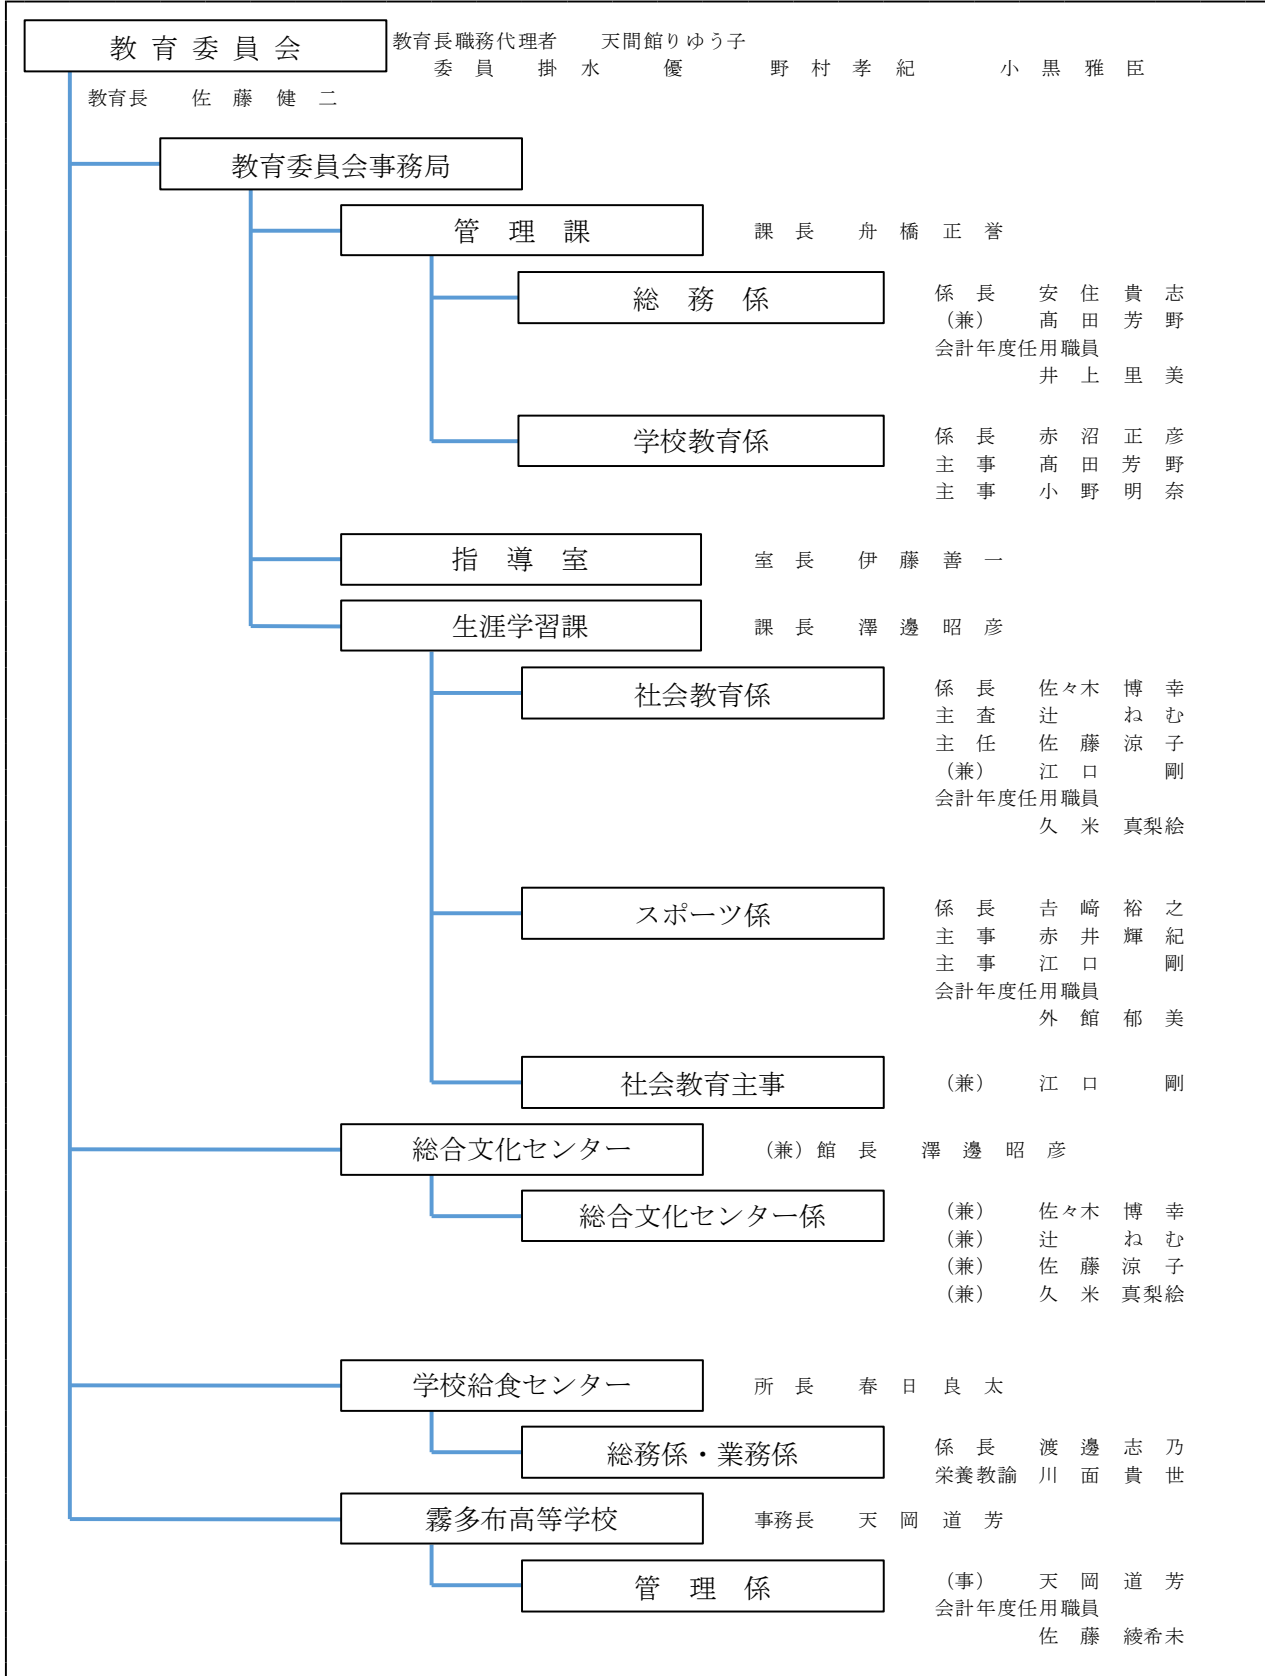 教育委員会
教育長職務代理者　天間館りゆう子
委員　掛水　優　野村孝紀　小黒雅臣
教育長　佐藤健二
教育委員会事務局
管理課　課長　舟橋正誉
総務係　係長　安住貴志
（兼）　髙田芳野
会計年度任用職員
井上里美
学校教育係　係長　赤沼正彦
主事　髙田芳野
主事　小野明奈
指導室　室長　伊藤善一
生涯学習課　課長　澤邊昭彦
社会教育係　係長　佐々木博幸
主査　辻　ねむ
主任　佐藤涼子
（兼）　江口　剛
会計年度任用職員
久米　真梨絵
スポーツ係　係長　吉﨑裕之
主事　赤井輝紀
主事　江口　剛
会計年度任用職員
外館郁美
社会教育主事　（兼）　江口　剛
総合文化センター　（兼）館長　澤邊昭彦
総合文化センター係　（兼）　佐々木博幸
（兼）　辻　ねむ
（兼）　佐藤涼子
（兼）　久米　真梨絵
学校給食センター　所長　春日良太
総務係・業務係　係長　渡邊志乃
栄養教諭　川面貴世
霧多布高等学校　事務長　天岡道芳
管理係　（事）　天岡道芳
会計年度任用職員
佐藤　綾希未